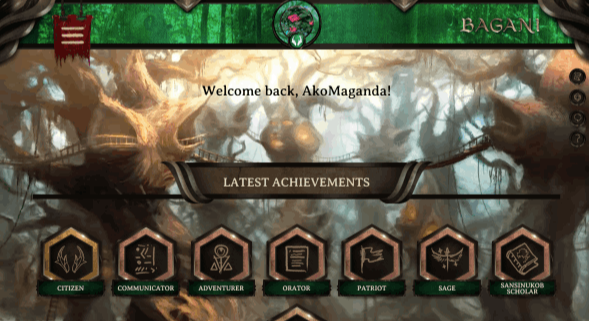 BAGANI
Welcome back, AkoMaganda!
LATEST ACHIEVEMENTS
CITIZEN
COMMUNICATOR
ADVENTURER
ORATOR
PATRIOT
SAGE
SANSINUKOB
SCHOLAR